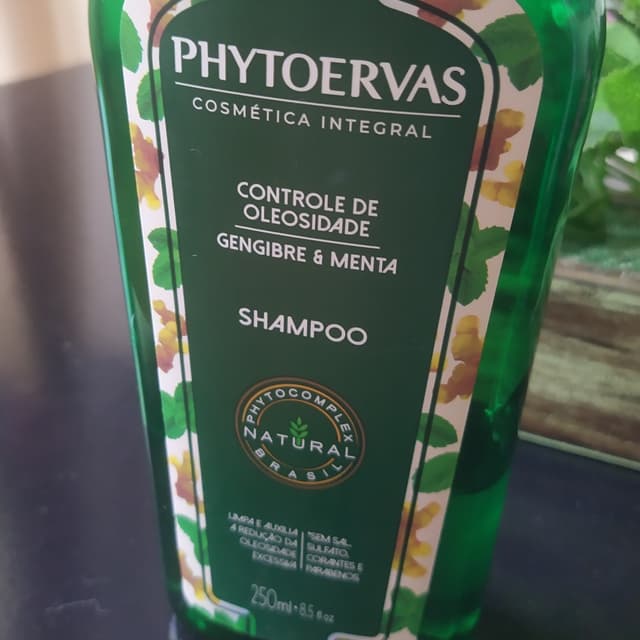 PHYTOERVAS
COSMÉTICA INTEGRAL
CONTROLE DE
OLEOSIDADE
GENGIBRE & MENTA
SHAMPOO
PHYTOCOMPLEX
NATURAL
BRASIL
LIMPA E AUXILIA
A REDUÇÃO DA
OLEOSIDADE
EXCESSIVA
*SEM SAL,
SULFATO,
CORANTES E
PARABENOS
250ml • 8.5 fl oz